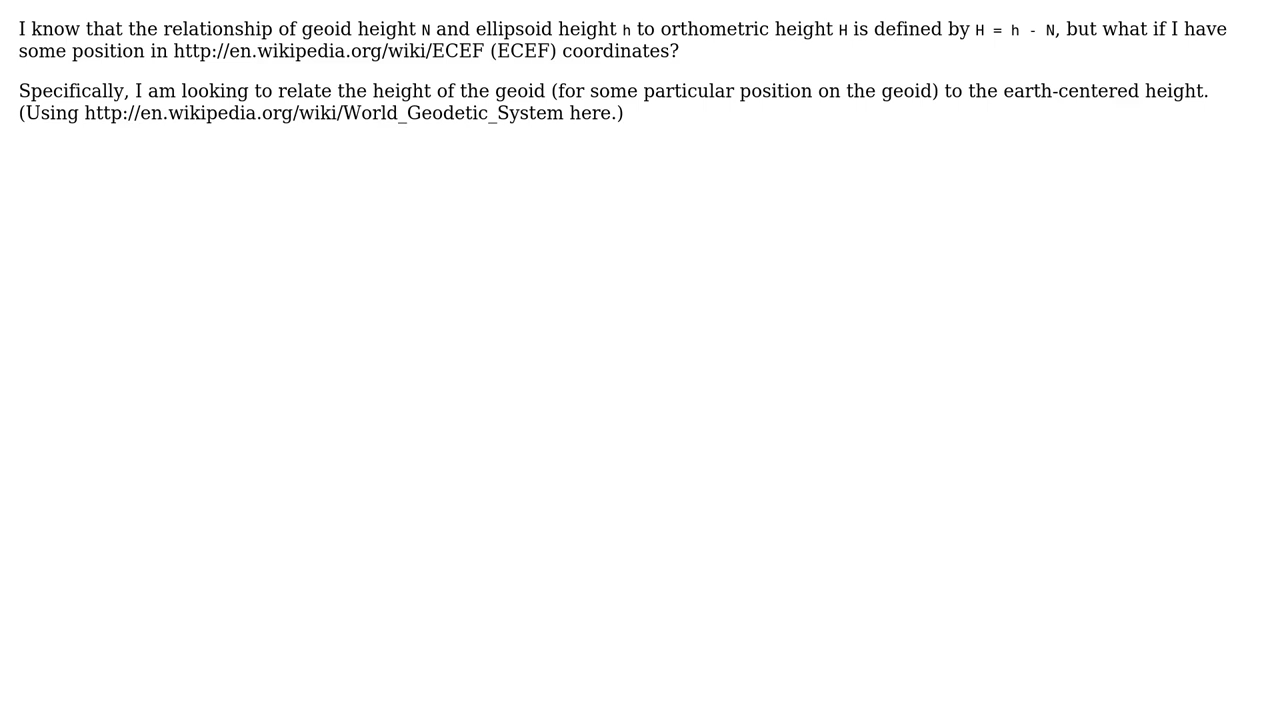 I know that the relationship of geoid height N and ellipsoid height h to orthometric height H is defined by H = h - N, but what if I have
some position in http://en.wikipedia.org/wiki/ECEF (ECEF) coordinates?
Specifically, I am looking to relate the height of the geoid (for some particular position on the geoid) to the earth-centered height.
(Using http://en.wikipedia.org/wiki/World_Geodetic_System here.)